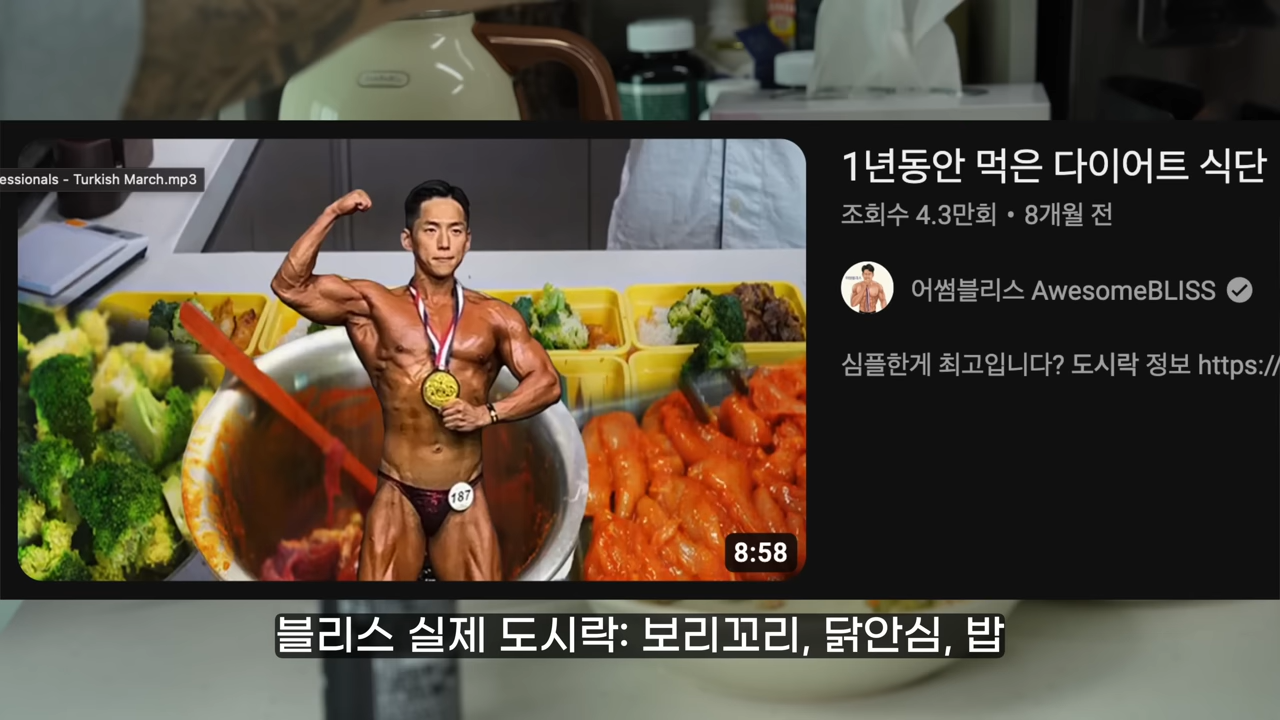 essionals - Turkish March.mp3
1년동안 먹은 다이어트 식단
조회수 4.3만회 • 8개월 전
어썸블리스 AwesomeBLISS
심플한게 최고입니다? 도시락 정보 https://
187
8:58
블리스 실제 도시락: 보리꼬리, 닭안심, 밥